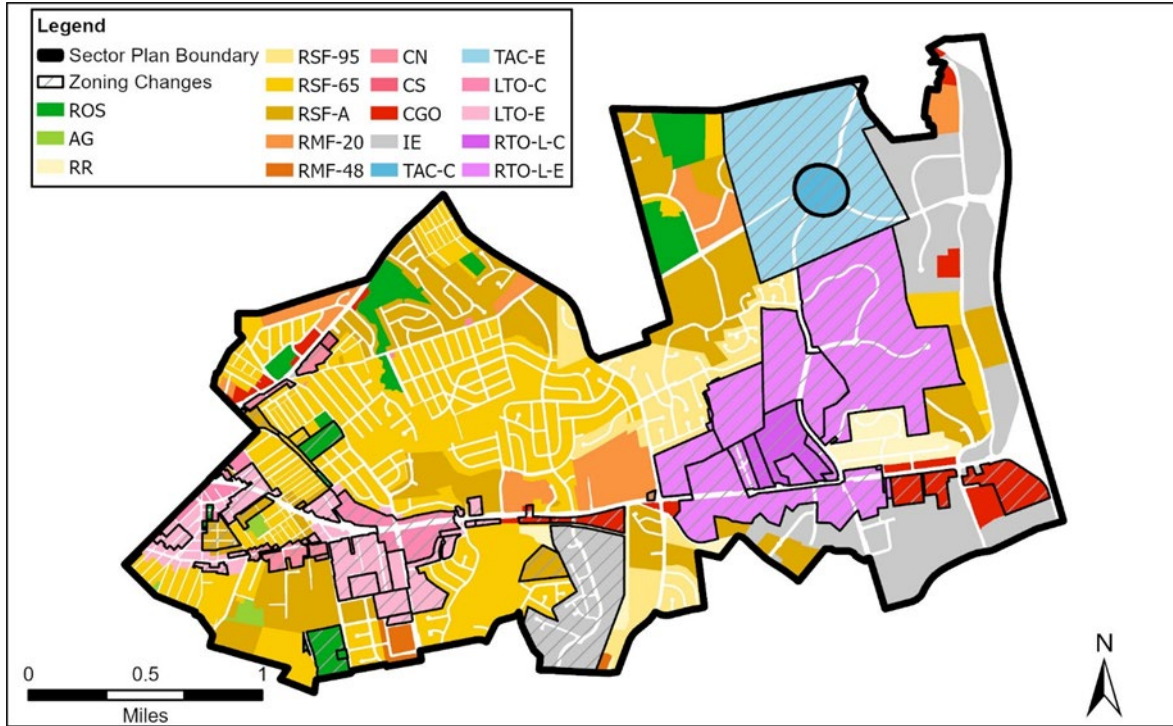 Legend
Sector Plan Boundary
Zoning Changes
ROS
AG
RR
RSF-95
RSF-65
RSF-A
RMF-20
RMF-48
CN
CS
CGO
IE
TAC-C
TAC-E
LTO-C
LTO-E
RTO-L-C
RTO-L-E
0 0.5 1
Miles
N